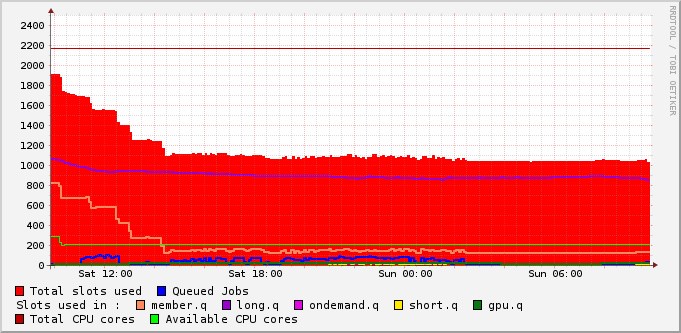 RRDTOOL / TOBI OETIKER
2400
2200
2000
1800
1600
1400
1200
1000
800
600
400
200
0
Sat 12:00 Sat 18:00 Sun 00:00 Sun 06:00
Total slots used Queued Jobs
Slots used in : member.q long.q ondemand.q short.q gpu.q
Total CPU cores Available CPU cores